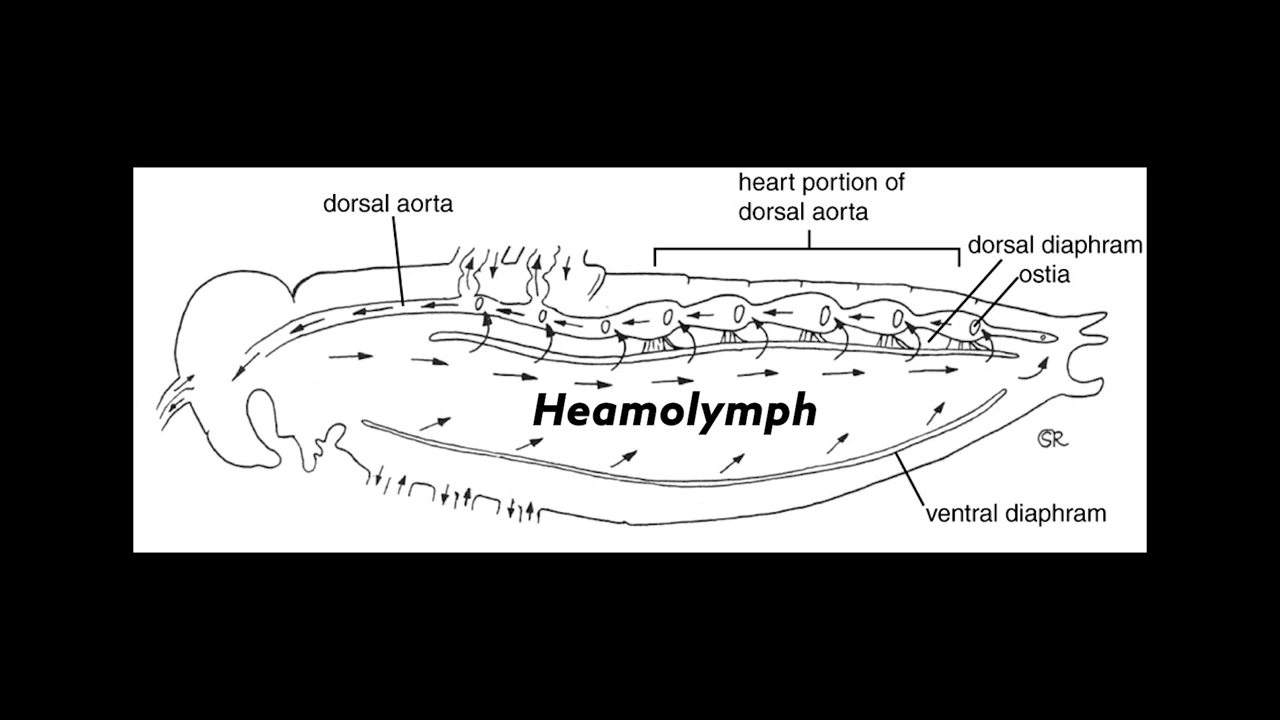 heart portion of
dorsal aorta
dorsal aorta
dorsal diaphram
ostia
Heamolymph
SR
ventral diaphram